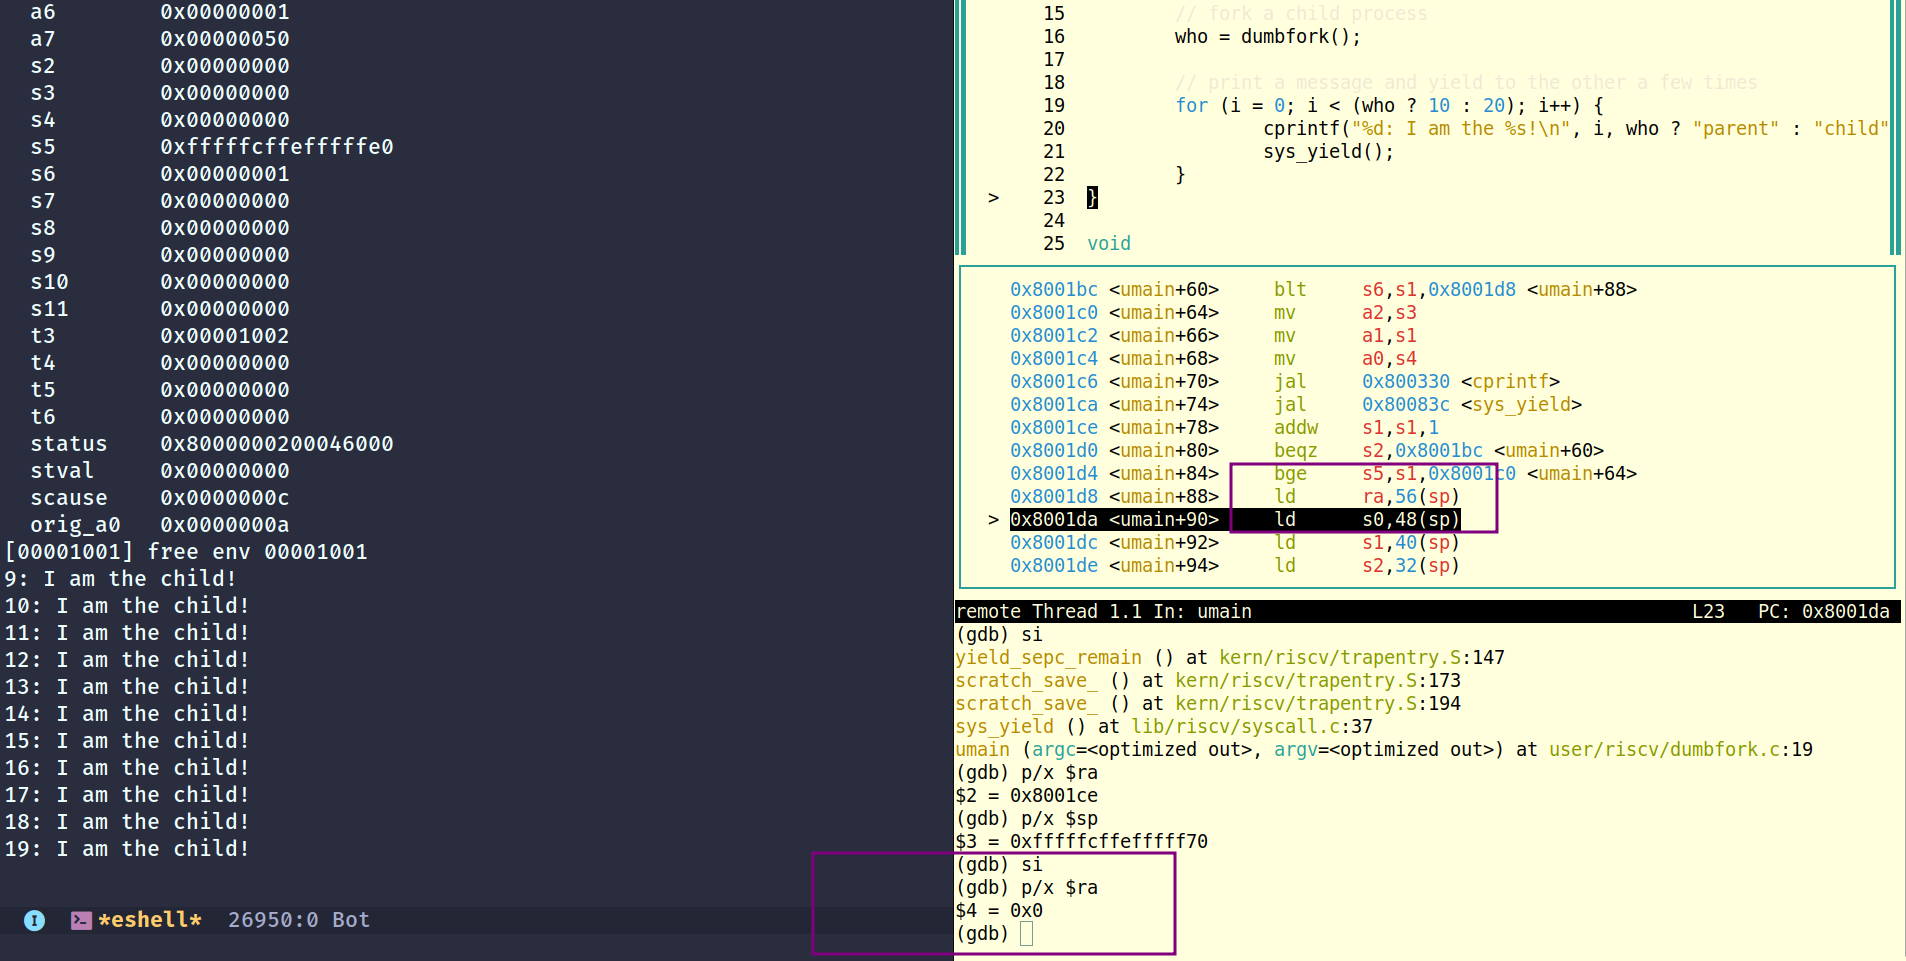 a6 0x00000001
a7 0x00000050
s2 0x00000000
s3 0x00000000
s4 0x00000000
s5 0xfffffcffefffffe0
s6 0x00000001
s7 0x00000000
s8 0x00000000
s9 0x00000000
s10 0x00000000
s11 0x00000000
t3 0x00001002
t4 0x00000000
t5 0x00000000
t6 0x00000000
status 0x8000000200046000
stval 0x00000000
scause 0x0000000c
orig_a0 0x0000000a
[00001001] free env 00001001
9: I am the child!
10: I am the child!
11: I am the child!
12: I am the child!
13: I am the child!
14: I am the child!
15: I am the child!
16: I am the child!
17: I am the child!
18: I am the child!
19: I am the child!
*eshell* 26950:0 Bot
15 // fork a child process
16 who = dumbfork();
17
18 // print a message and yield to the other a few times
19 for (i = 0; i < (who ? 10 : 20); i++) {
20 cprintf("%d: I am the %s!\n", i, who ? "parent" : "child"
21 sys_yield();
22 }
> 23 }
24
25 void
0x8001bc <umain+60> blt s6,s1,0x8001d8 <umain+88>
0x8001c0 <umain+64> mv a2,s3
0x8001c2 <umain+66> mv a1,s1
0x8001c4 <umain+68> mv a0,s4
0x8001c6 <umain+70> jal 0x800330 <cprintf>
0x8001ca <umain+74> jal 0x80083c <sys_yield>
0x8001ce <umain+78> addw s1,s1,1
0x8001d0 <umain+80> beqz s2,0x8001bc <umain+60>
0x8001d4 <umain+84> bge s5,s1,0x8001c0 <umain+64>
0x8001d8 <umain+88> ld ra,56(sp)
> 0x8001da <umain+90> ld s0,48(sp)
0x8001dc <umain+92> ld s1,40(sp)
0x8001de <umain+94> ld s2,32(sp)
remote Thread 1.1 In: umain L23 PC: 0x8001da
(gdb) si
yield_sepc_remain () at kern/riscv/trapentry.S:147
scratch_save_ () at kern/riscv/trapentry.S:173
scratch_save_ () at kern/riscv/trapentry.S:194
sys_yield () at lib/riscv/syscall.c:37
umain (argc=<optimized out>, argv=<optimized out>) at user/riscv/dumbfork.c:19
(gdb) p/x $ra
$2 = 0x8001ce
(gdb) p/x $sp
$3 = 0xfffffcffefffff70
(gdb) si
(gdb) p/x $ra
$4 = 0x0
(gdb)